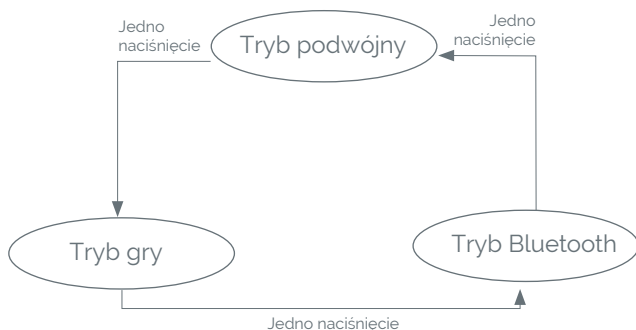 Jedno
naciśnięcie
Tryb podwójny
Jedno
naciśnięcie
Tryb gry
Tryb Bluetooth
Jedno naciśnięcie